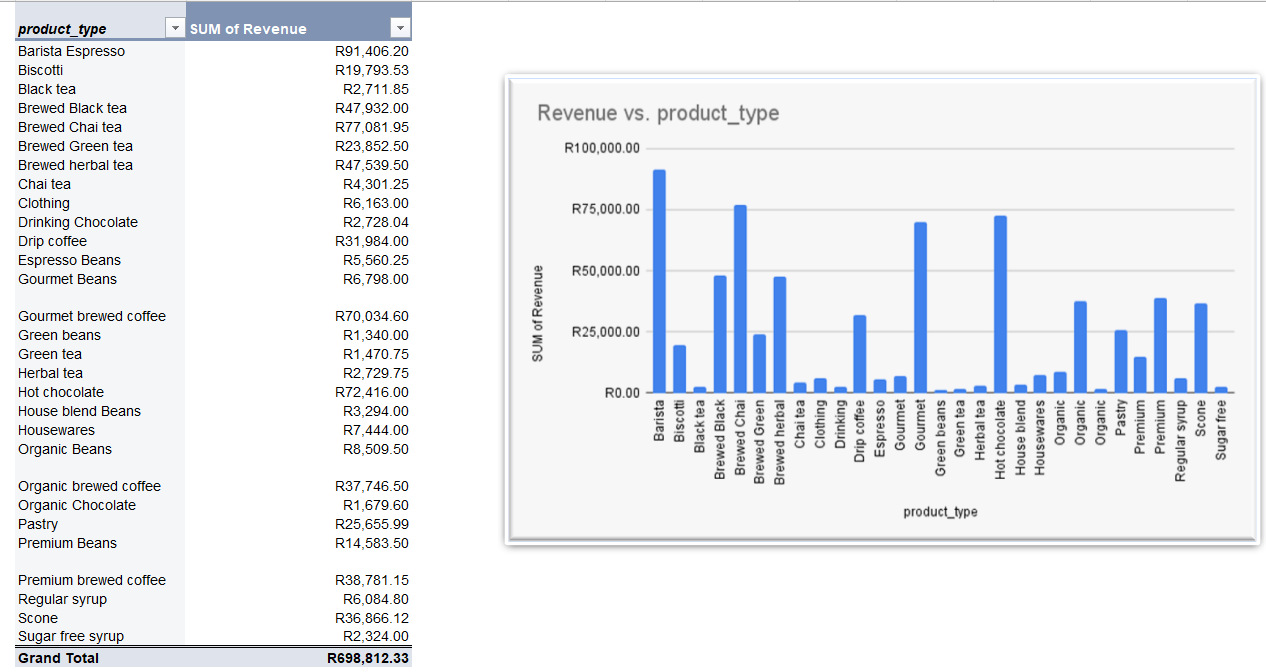 product_type SUM of Revenue
Barista Espresso R91,406.20
Biscotti R19,793.53
Black tea R2,711.85
Brewed Black tea R47,932.00
Brewed Chai tea R77,081.95
Brewed Green tea R23,852.50
Brewed herbal tea R47,539.50
Chai tea R4,301.25
Clothing R6,163.00
Drinking Chocolate R2,728.04
Drip coffee R31,984.00
Espresso Beans R5,560.25
Gourmet Beans R6,798.00
Gourmet brewed coffee R70,034.60
Green beans R1,340.00
Green tea R1,470.75
Herbal tea R2,729.75
Hot chocolate R72,416.00
House blend Beans R3,294.00
Housewares R7,444.00
Organic Beans R8,509.50
Organic brewed coffee R37,746.50
Organic Chocolate R1,679.60
Pastry R25,655.99
Premium Beans R14,583.50
Premium brewed coffee R38,781.15
Regular syrup R6,084.80
Scone R36,866.12
Sugar free syrup R2,324.00
Grand Total R698,812.33
Revenue vs. product_type
SUM of Revenue
R100,000.00
R75,000.00
R50,000.00
R25,000.00
R0.00
Barista
Biscotti
Black tea
Brewed Black
Brewed Chai
Brewed Green
Brewed herbal
Chai tea
Clothing
Drinking
Drip coffee
Espresso
Gourmet
Gourmet
Green beans
Green tea
Herbal tea
Hot chocolate
House blend
Housewares
Organic
Organic
Organic
Pastry
Premium
Premium
Regular syrup
Scone
Sugar free
product_type